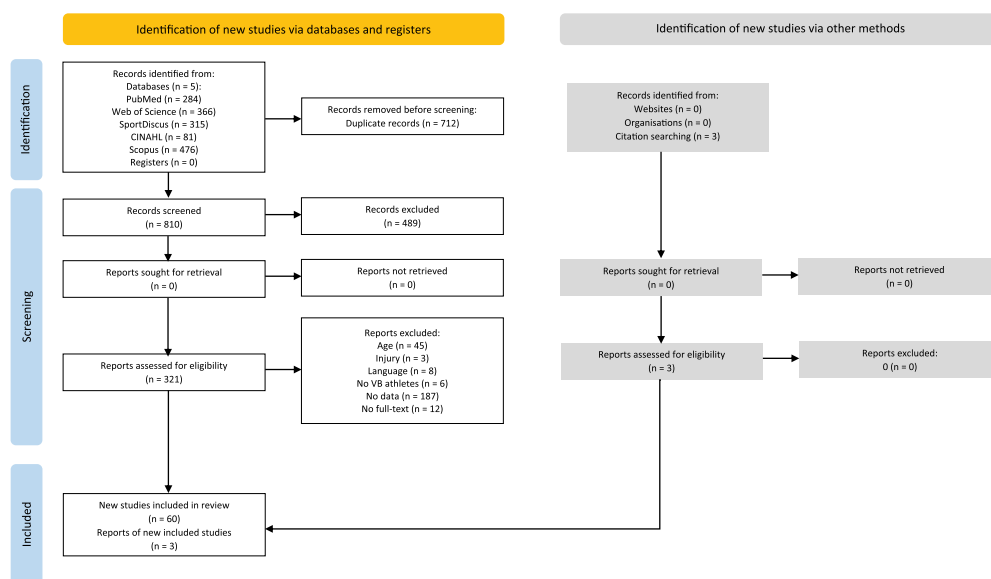 Identification of new studies via databases and registers
Identification of new studies via other methods
Identification
Records identified from:
Databases (n = 5):
PubMed (n = 284)
Web of Science (n = 366)
SportDiscus (n = 315)
CINAHL (n = 81)
Scopus (n = 476)
Registers (n = 0)
Records removed before screening:
Duplicate records (n = 712)
Records identified from:
Websites (n = 0)
Organisations (n = 0)
Citation searching (n = 3)
Screening
Records screened
(n = 810)
Records excluded
(n = 489)
Reports sought for retrieval
(n = 0)
Reports not retrieved
(n = 0)
Reports sought for retrieval
(n = 0)
Reports not retrieved
(n = 0)
Reports assessed for eligibility
(n = 321)
Reports excluded:
Age (n = 45)
Injury (n = 3)
Language (n = 8)
No VB athletes (n = 6)
No data (n = 187)
No full-text (n = 12)
Reports assessed for eligibility
(n = 3)
Reports excluded:
0 (n = 0)
Included
New studies included in review
(n = 60)
Reports of new included studies
(n = 3)